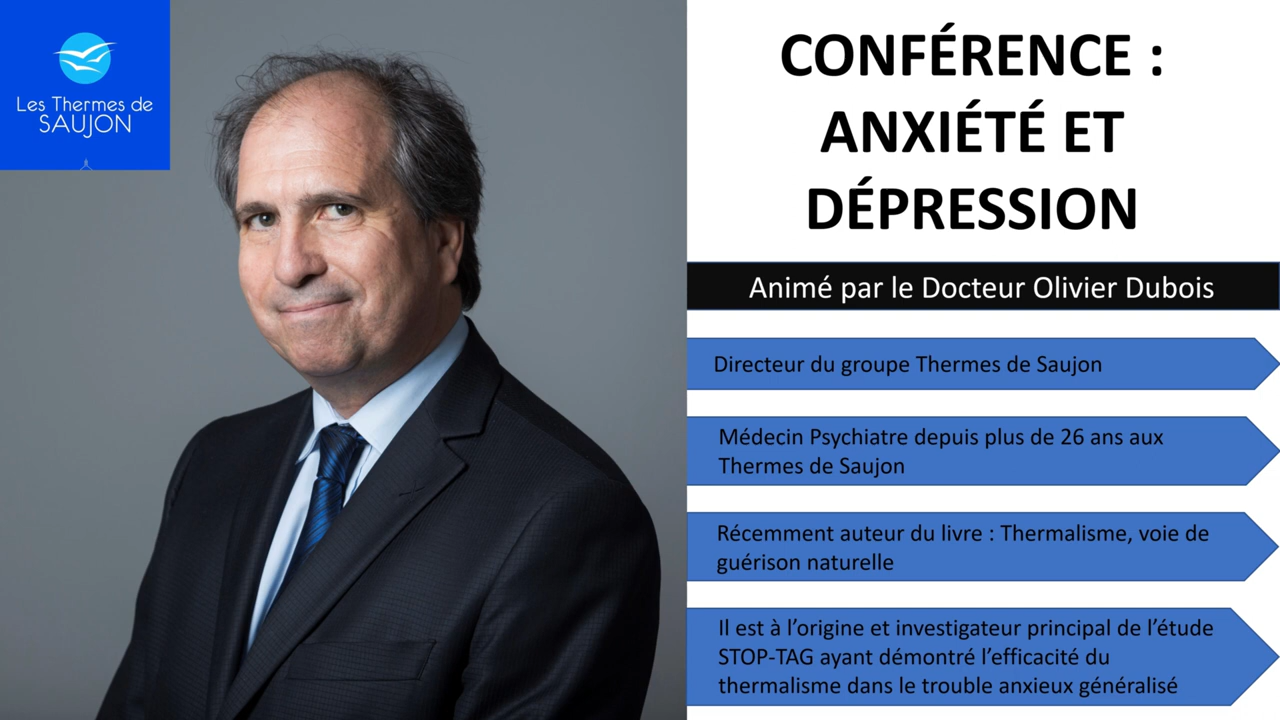 Les Thermes de
SAUJON
CONFÉRENCE :
ANXIÉTÉ ET
DÉPRESSION
Animé par le Docteur Olivier Dubois
Directeur du groupe Thermes de Saujon
Médecin Psychiatre depuis plus de 26 ans aux
Thermes de Saujon
Récemment auteur du livre : Thermalisme, voie de
guérison naturelle
Il est à l’origine et investigateur principal de l’étude
STOP-TAG ayant démontré l’efficacité du
thermalisme dans le trouble anxieux généralisé